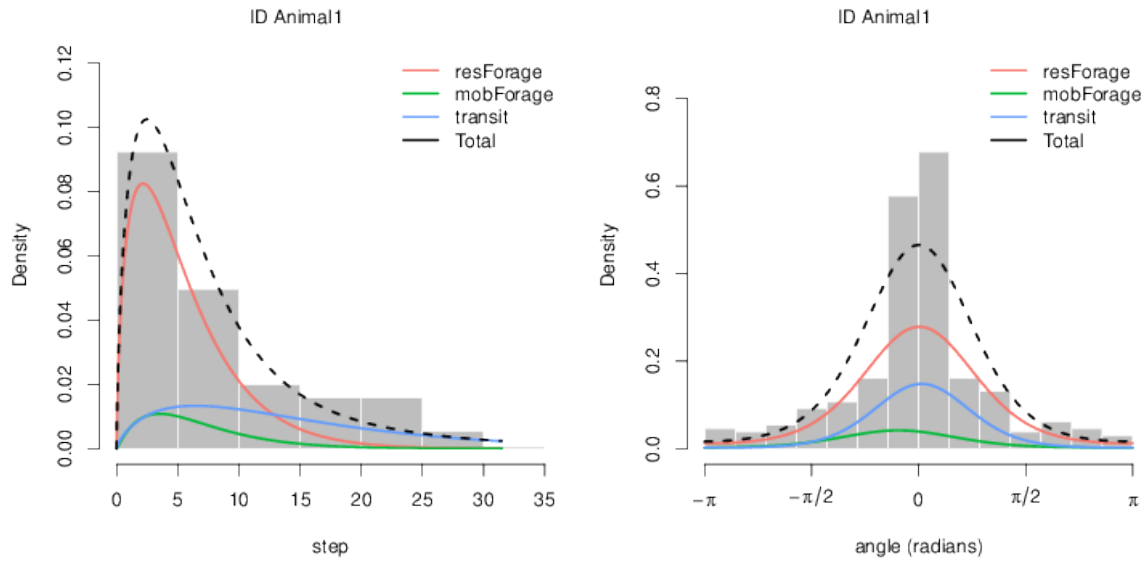 ID Animal1
resForage
mobForage
transit
Total
0.12
0.10
0.08
0.06
0.04
0.02
0.00
Density
0 5 10 15 20 25 30 35
step
ID Animal1
resForage
mobForage
transit
Total
0.8
0.6
0.4
0.2
0.0
Density
−π −π/2 0 π/2 π
angle (radians)